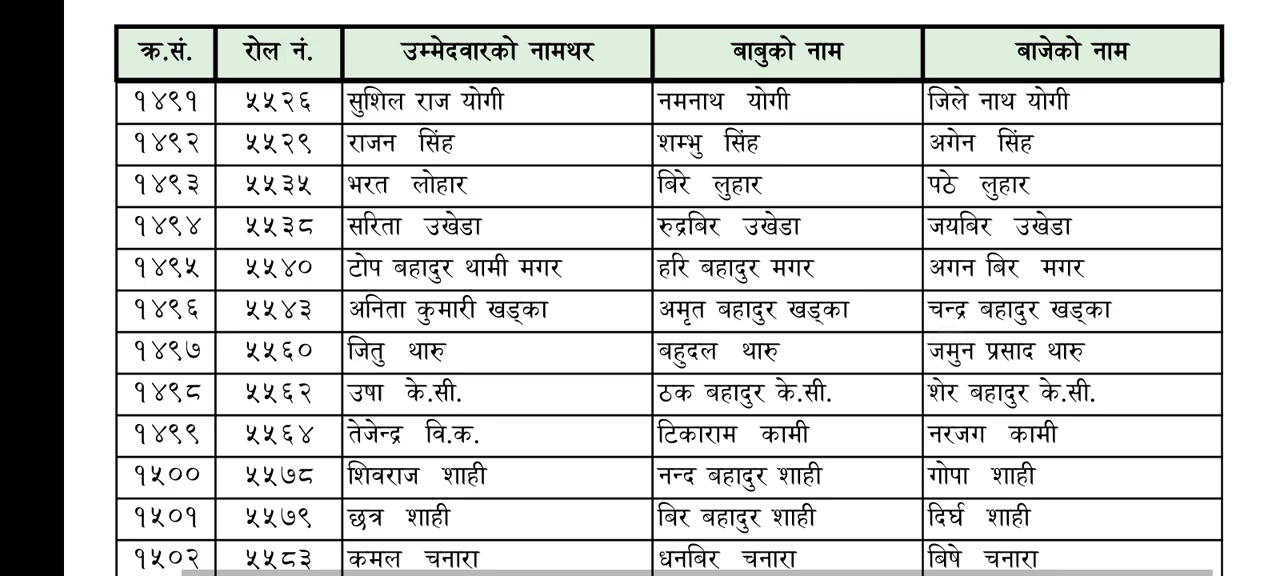 क्र.सं. रोल नं. उम्मेदवारको नामथर बाबुको नाम बाजेको नाम
१४९१ ५५२६ सुशिल राज योगी नमनाथ योगी जिले नाथ योगी
१४९२ ५५२९ राजन सिंह शम्भु सिंह अगेन सिंह
१४९३ ५५३५ भरत लोहार बिरे लुहार पठे लुहार
१४९४ ५५३८ सरिता उखेडा रुद्रबिर उखेडा जयबिर उखेडा
१४९५ ५५४० टोप बहादुर थामी मगर हरि बहादुर मगर अगन बिर मगर
१४९६ ५५४३ अनिता कुमारी खड्का अमृत बहादुर खड्का चन्द्र बहादुर खड्का
१४९७ ५५६० जितु थारु बहुदल थारु जमुन प्रसाद थारु
१४९८ ५५६२ उषा के.सी. ठक बहादुर के.सी. शेर बहादुर के.सी.
१४९९ ५५६४ तेजेन्द्र वि.क. टिकाराम कामी नरजग कामी
१५०० ५५७८ शिवराज शाही नन्द बहादुर शाही गोपा शाही
१५०१ ५५७९ छत्र शाही बिर बहादुर शाही दिर्घ शाही
१५०२ ५५८३ कमल चनारा धनबिर चनारा बिषे चनारा